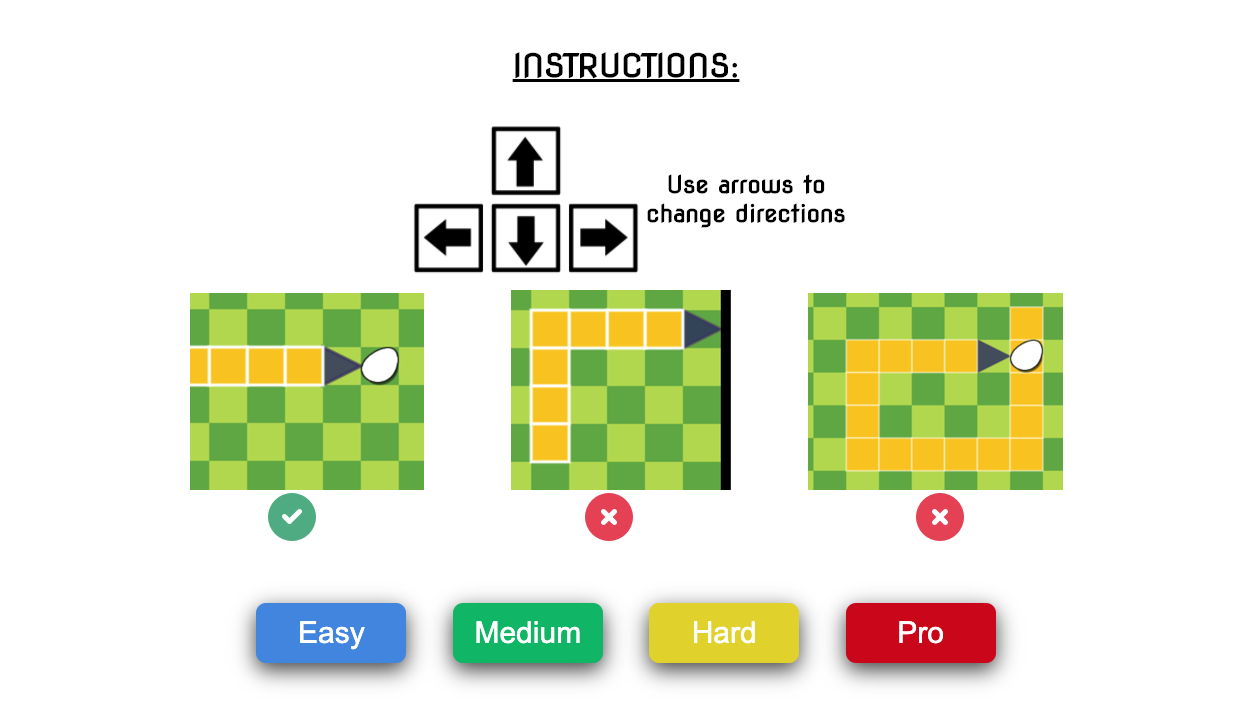 INSTRUCTIONS:
Use arrows to
change directions
Easy
Medium
Hard
Pro